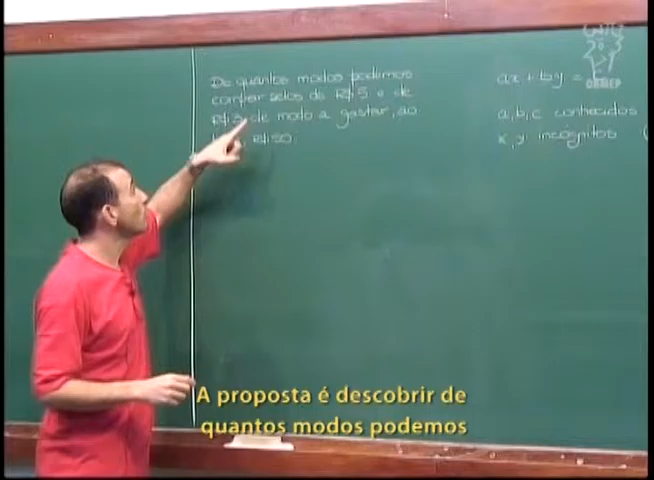 De quantos modos podemos
comprar selos de R$ 5 e de
R$ 3, de modo a gastar, ao
R$ 50
ax + by =
a, b, c conhecidos
x, y incógnitos
OBMEP
A proposta é descobrir de
quantos modos podemos